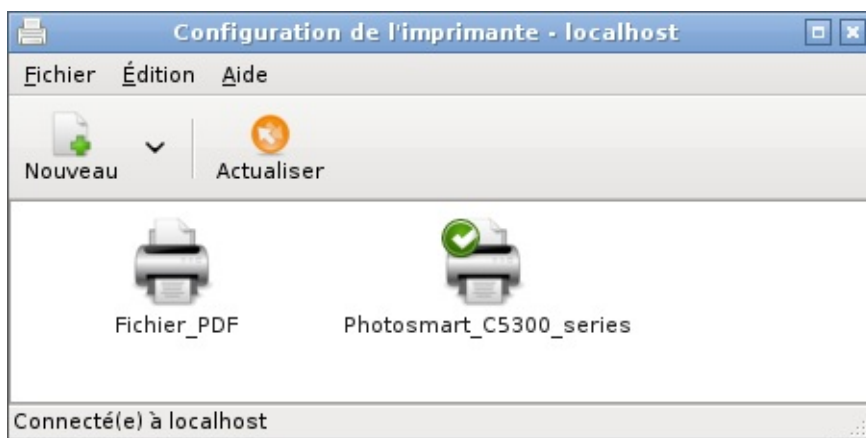 Configuration de l'imprimante - localhost
Fichier Édition Aide
Nouveau Actualiser
Fichier_PDF Photosmart_C5300_series
Connecté(e) à localhost